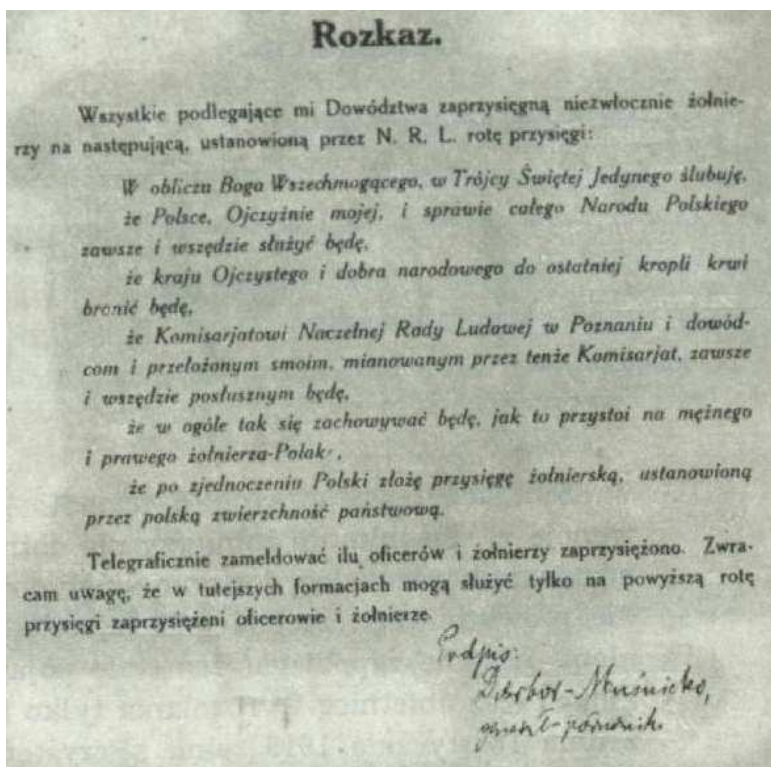 Rozkaz.
Wszystkie podlegające mi Dowództwa zaprzysięgną niezwłocznie żołnie-
rzy na następującą, ustanowioną przez N. R. L. rotę przysięgi:
W obliczu Boga Wszechmogącego, w Trójcy Świętej Jedynego ślubuję,
że Polsce, Ojczyźnie mojej, i sprawie całego Narodu Polskiego
zawsze i wszędzie służyć będę,
że kraju Ojczystego i dobra narodowego do ostatniej kropli krwi
bronić będę,
że Komisarjatowi Naczelnej Rady Ludowej w Poznaniu i dowód-
com i przełożonym smoim, mianowanym przez tenże Komisarjat, zawsze
i wszędzie posłusznym będę,
że w ogóle tak się zachowywać będę, jak to przystoi na mężnego
i prawego żołnierza-Polak
że po zjednoczeniu Polski złożę przysięgę żołnierską, ustanowioną
przez polską zwierzchność państwową.
Telegraficznie zameldować ilu oficerów i żołnierzy zaprzysiężono. Zwra-
cam uwagę, że w tutejszych formacjach mogą służyć tylko na powyższą rotę
przysięgi zaprzysiężeni oficerowie i żołnierze.
Podpis:
Dowbor-Muśnicki,